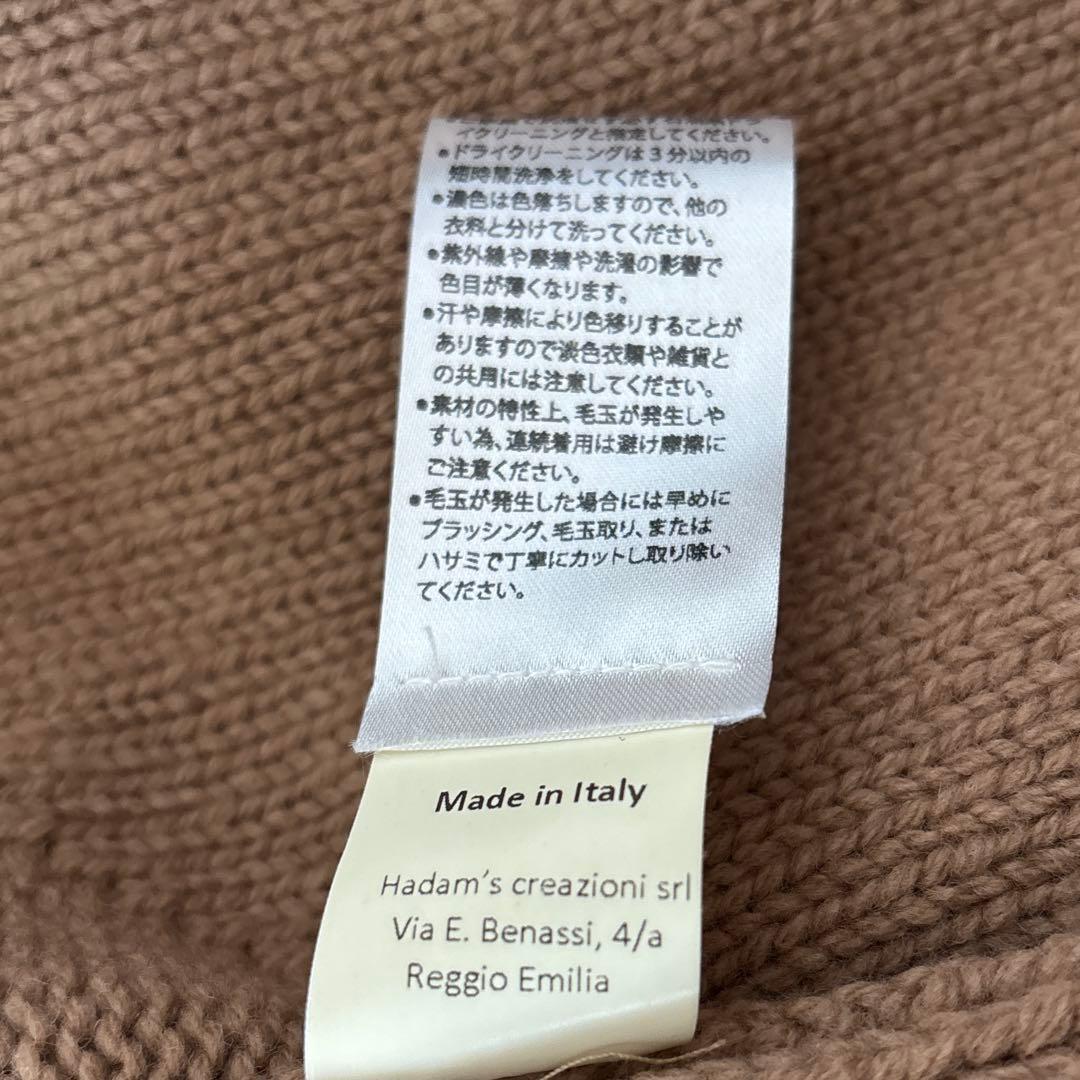 イクリーニングと指定してください。
•ドライクリーニングは3分以内の
短時間洗浄をしてください。
•濃色は色落ちしますので、他の
衣料と分けて洗ってください。
•紫外線や摩擦や洗濯の影響で
色目が薄くなります。
•汗や摩擦により色移りすることが
ありますので淡色衣類や雑貨と
の共用には注意してください。
•素材の特性上、毛玉が発生しや
すい為、連続着用は避け摩擦に
ご注意ください。
•毛玉が発生した場合には早めに
ブラッシング、毛玉取り、または
ハサミで丁寧にカットし取り除い
てください。
Made in Italy
Hadam's creazioni srl
Via E. Benassi, 4/a
Reggio Emilia